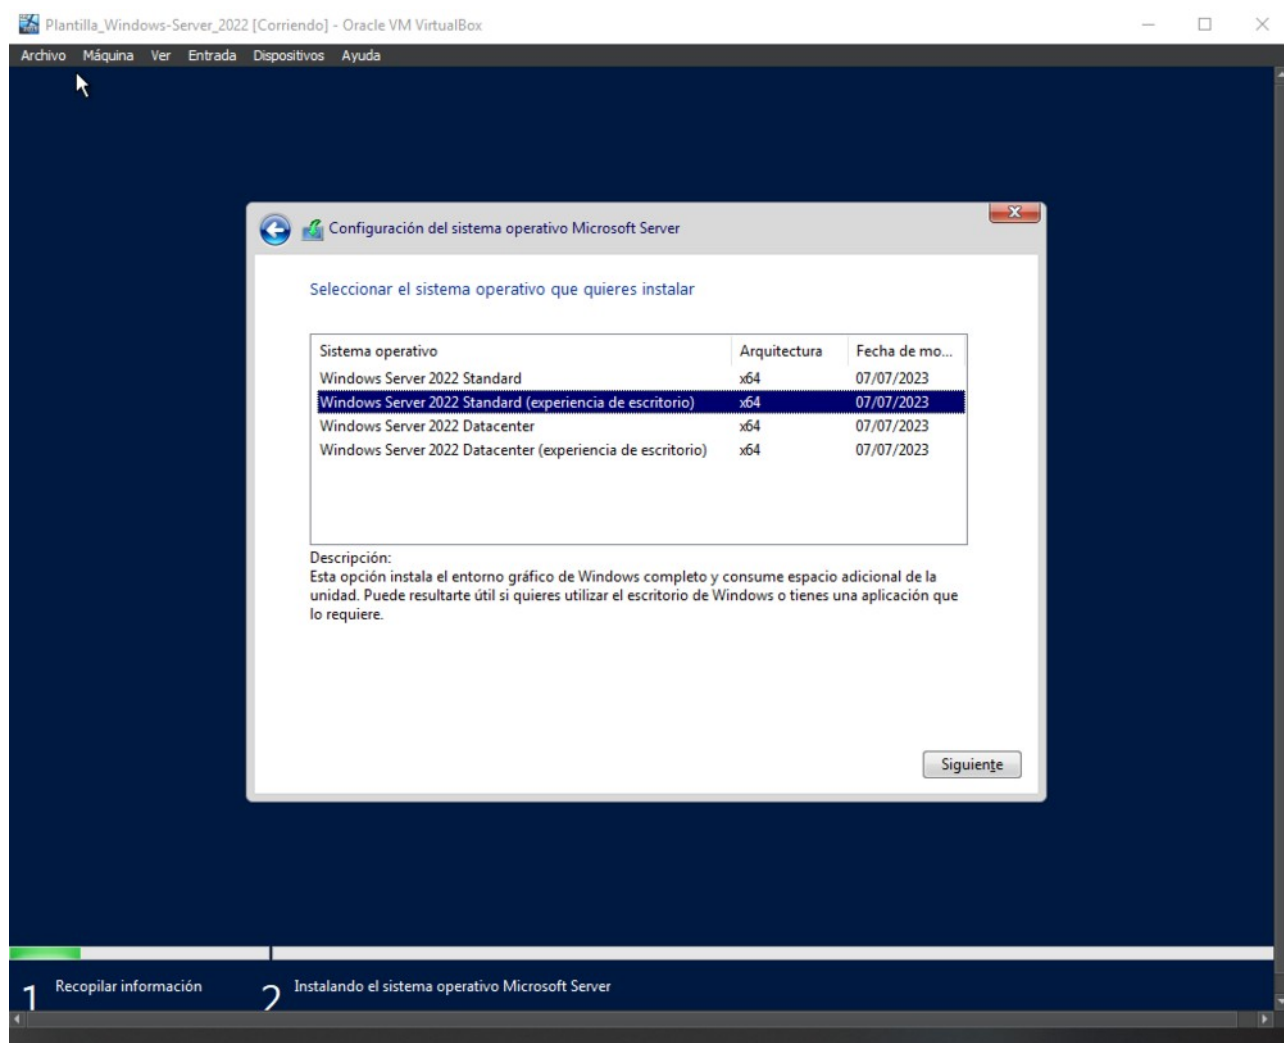 Plantilla_Windows-Server_2022 [Corriendo] - Oracle VM VirtualBox
Archivo Máquina Ver Entrada Dispositivos Ayuda
Configuración del sistema operativo Microsoft Server
x
Seleccionar el sistema operativo que quieres instalar
Sistema operativo Arquitectura Fecha de mo...
Windows Server 2022 Standard x64 07/07/2023
Windows Server 2022 Standard (experiencia de escritorio) x64 07/07/2023
Windows Server 2022 Datacenter x64 07/07/2023
Windows Server 2022 Datacenter (experiencia de escritorio) x64 07/07/2023
Descripción:
Esta opción instala el entorno gráfico de Windows completo y consume espacio adicional de la
unidad. Puede resultarte útil si quieres utilizar el escritorio de Windows o tienes una aplicación que
lo requiere.
Siguiente
1 Recopilar información 2 Instalando el sistema operativo Microsoft Server